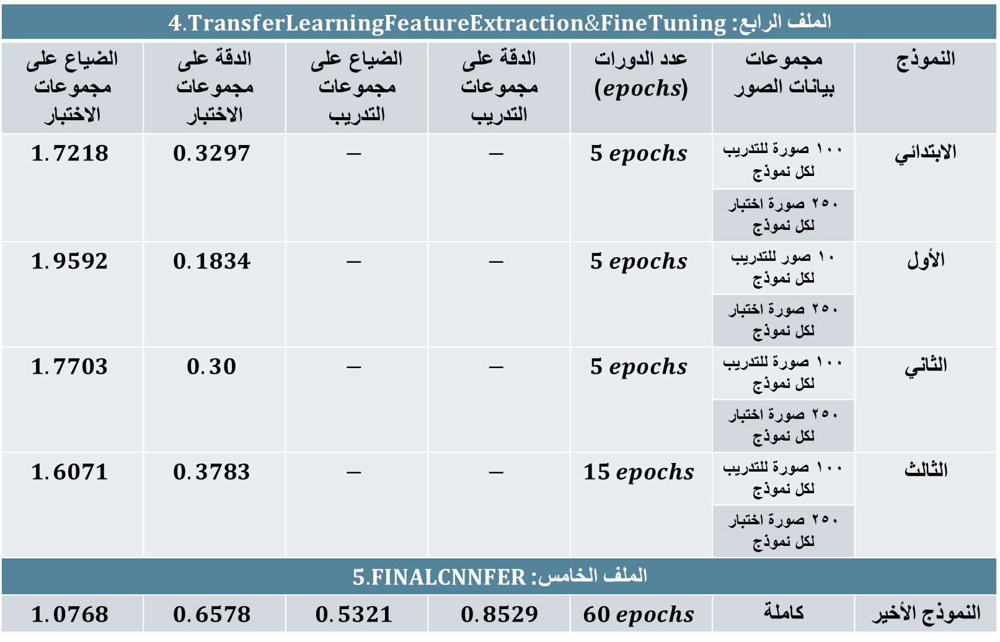 الملف الرابع: 4.TransferLearningFeatureExtraction&FineTuning
النموذج
مجموعات
بيانات الصور
عدد الدورات
(epochs)
الدقة على
مجموعات
التدريب
الضياع على
مجموعات
التدريب
الدقة على
مجموعات
الاختبار
الضياع على
مجموعات
الاختبار
الابتدائي
١٠٠ صورة للتدريب
لكل نموذج
٢٥٠ صورة اختبار
لكل نموذج
5 epochs
–
–
0.3297
1.7218
الأول
١٠ صور للتدريب
لكل نموذج
٢٥٠ صورة اختبار
لكل نموذج
5 epochs
–
–
0.1834
1.9592
الثاني
١٠٠ صورة للتدريب
لكل نموذج
٢٥٠ صورة اختبار
لكل نموذج
5 epochs
–
–
0.30
1.7703
الثالث
١٠٠ صورة للتدريب
لكل نموذج
٢٥٠ صورة اختبار
لكل نموذج
15 epochs
–
–
0.3783
1.6071
الملف الخامس: 5.FINALCNNFER
النموذج الأخير
كاملة
60 epochs
0.8529
0.5321
0.6578
1.0768